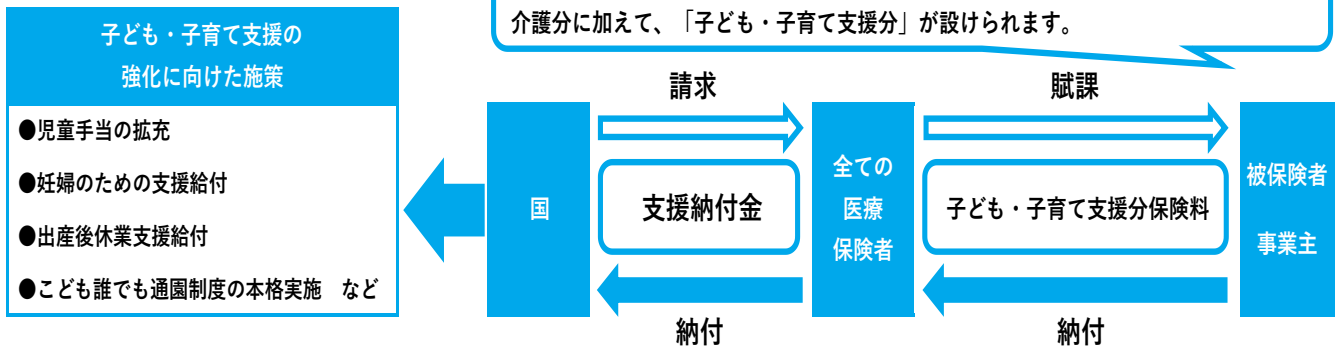 介護分に加えて、「子ども・子育て支援分」が設けられます。
子ども・子育て支援の
強化に向けた施策
●児童手当の拡充
●妊婦のための支援給付
●出産後休業支援給付
●こども誰でも通園制度の本格実施　など
国
請求
支援納付金
納付
全ての
医療
保険者
賦課
子ども・子育て支援分保険料
納付
被保険者
事業主